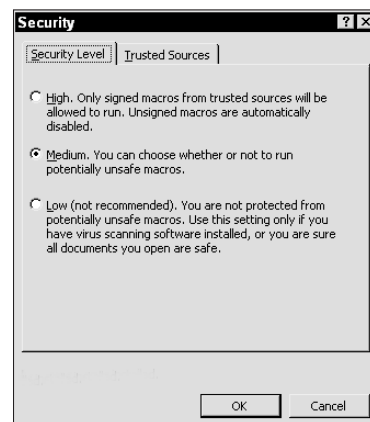 Security
? X
Security Level
Trusted Sources
High. Only signed macros from trusted sources will be
allowed to run. Unsigned macros are automatically
disabled.
Medium. You can choose whether or not to run
potentially unsafe macros.
Low (not recommended). You are not protected from
potentially unsafe macros. Use this setting only if you
have virus scanning software installed, or you are sure
all documents you open are safe.
OK
Cancel